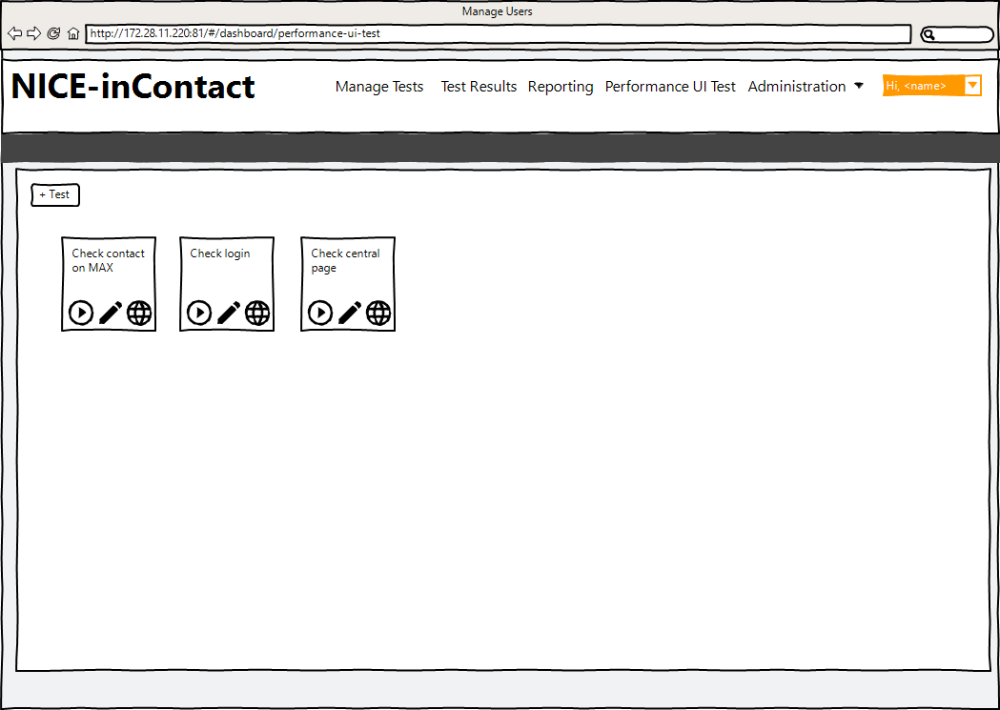 Manage Users
http://172.28.11.220:81/#/dashboard/performance-ui-test
NICE-inContact
Manage Tests
Test Results
Reporting
Performance UI Test
Administration
Hi, <name>
+ Test
Check contact
on MAX
Check login
Check central
page